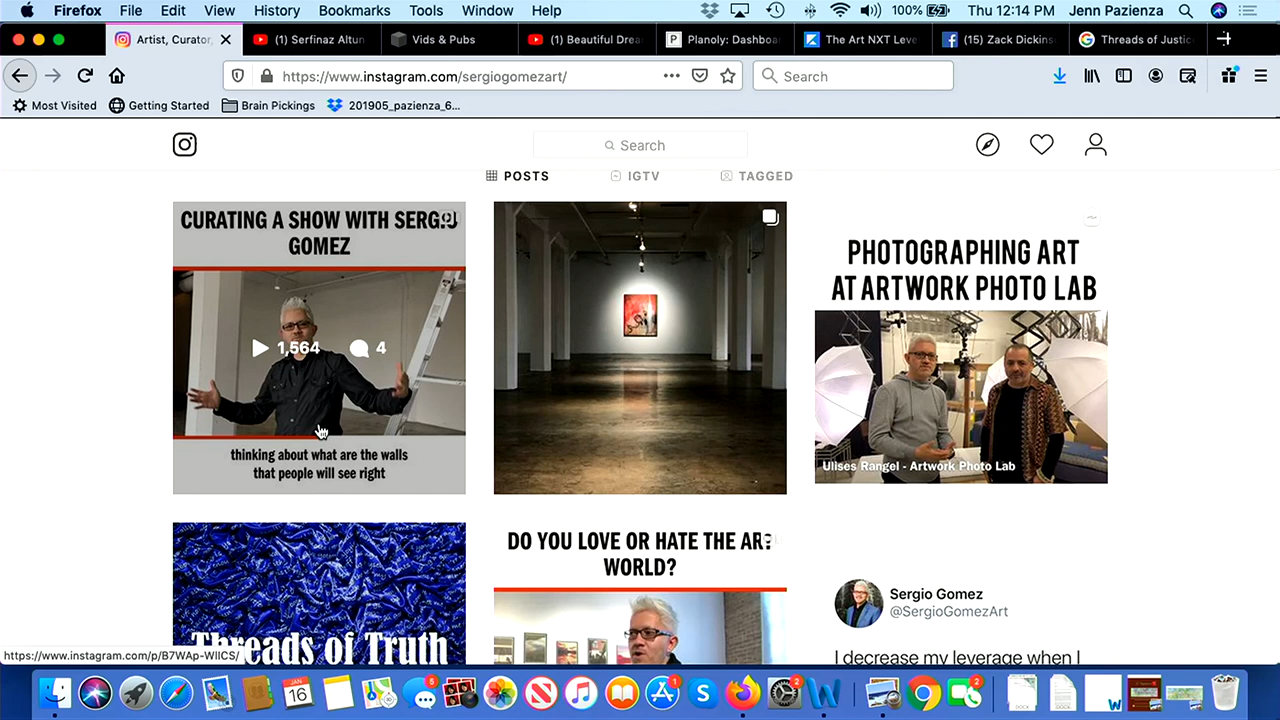 Firefox File Edit View History Bookmarks Tools Window Help 100% Thu 12:14 PM Jenn Pazienza
Artist, Curator, (1) Serfinaz Altun Vids & Pubs (1) Beautiful Drea Planoly: Dashboa The Art NXT Leve (15) Zack Dickins Threads of Justic
https://www.instagram.com/sergiogomezart/ Search
Most Visited Getting Started Brain Pickings 201905_pazienza_6...
Search
POSTS IGTV TAGGED
CURATING A SHOW WITH SERGIO
GOMEZ
1,564 4
thinking about what are the walls
that people will see right
PHOTOGRAPHING ART
AT ARTWORK PHOTO LAB
Ulises Rangel - Artwork Photo Lab
Threads of Truth
DO YOU LOVE OR HATE THE ART
WORLD?
Sergio Gomez
@SergioGomezArt
I decrease my leverage when I
https://www.instagram.com/p/B7WAp-WlICS/
5 JAN 16 1 2 2
DOCX W